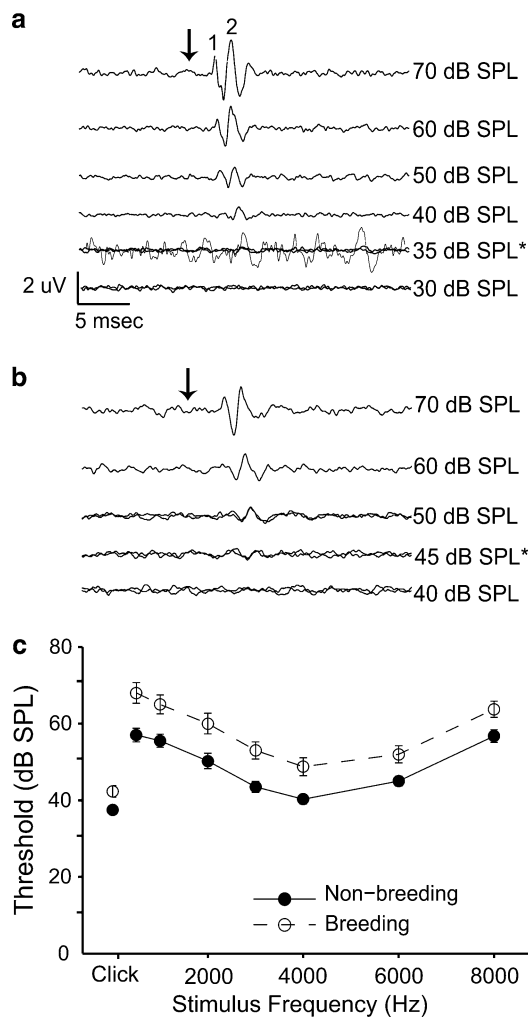 a
1 2
70 dB SPL
60 dB SPL
50 dB SPL
40 dB SPL
35 dB SPL*
2 uV
30 dB SPL
5 msec
b
70 dB SPL
60 dB SPL
50 dB SPL
45 dB SPL*
40 dB SPL
c
80
60
40
20
0
Threshold (dB SPL)
Non-breeding
Breeding
Click 2000 4000 6000 8000
Stimulus Frequency (Hz)